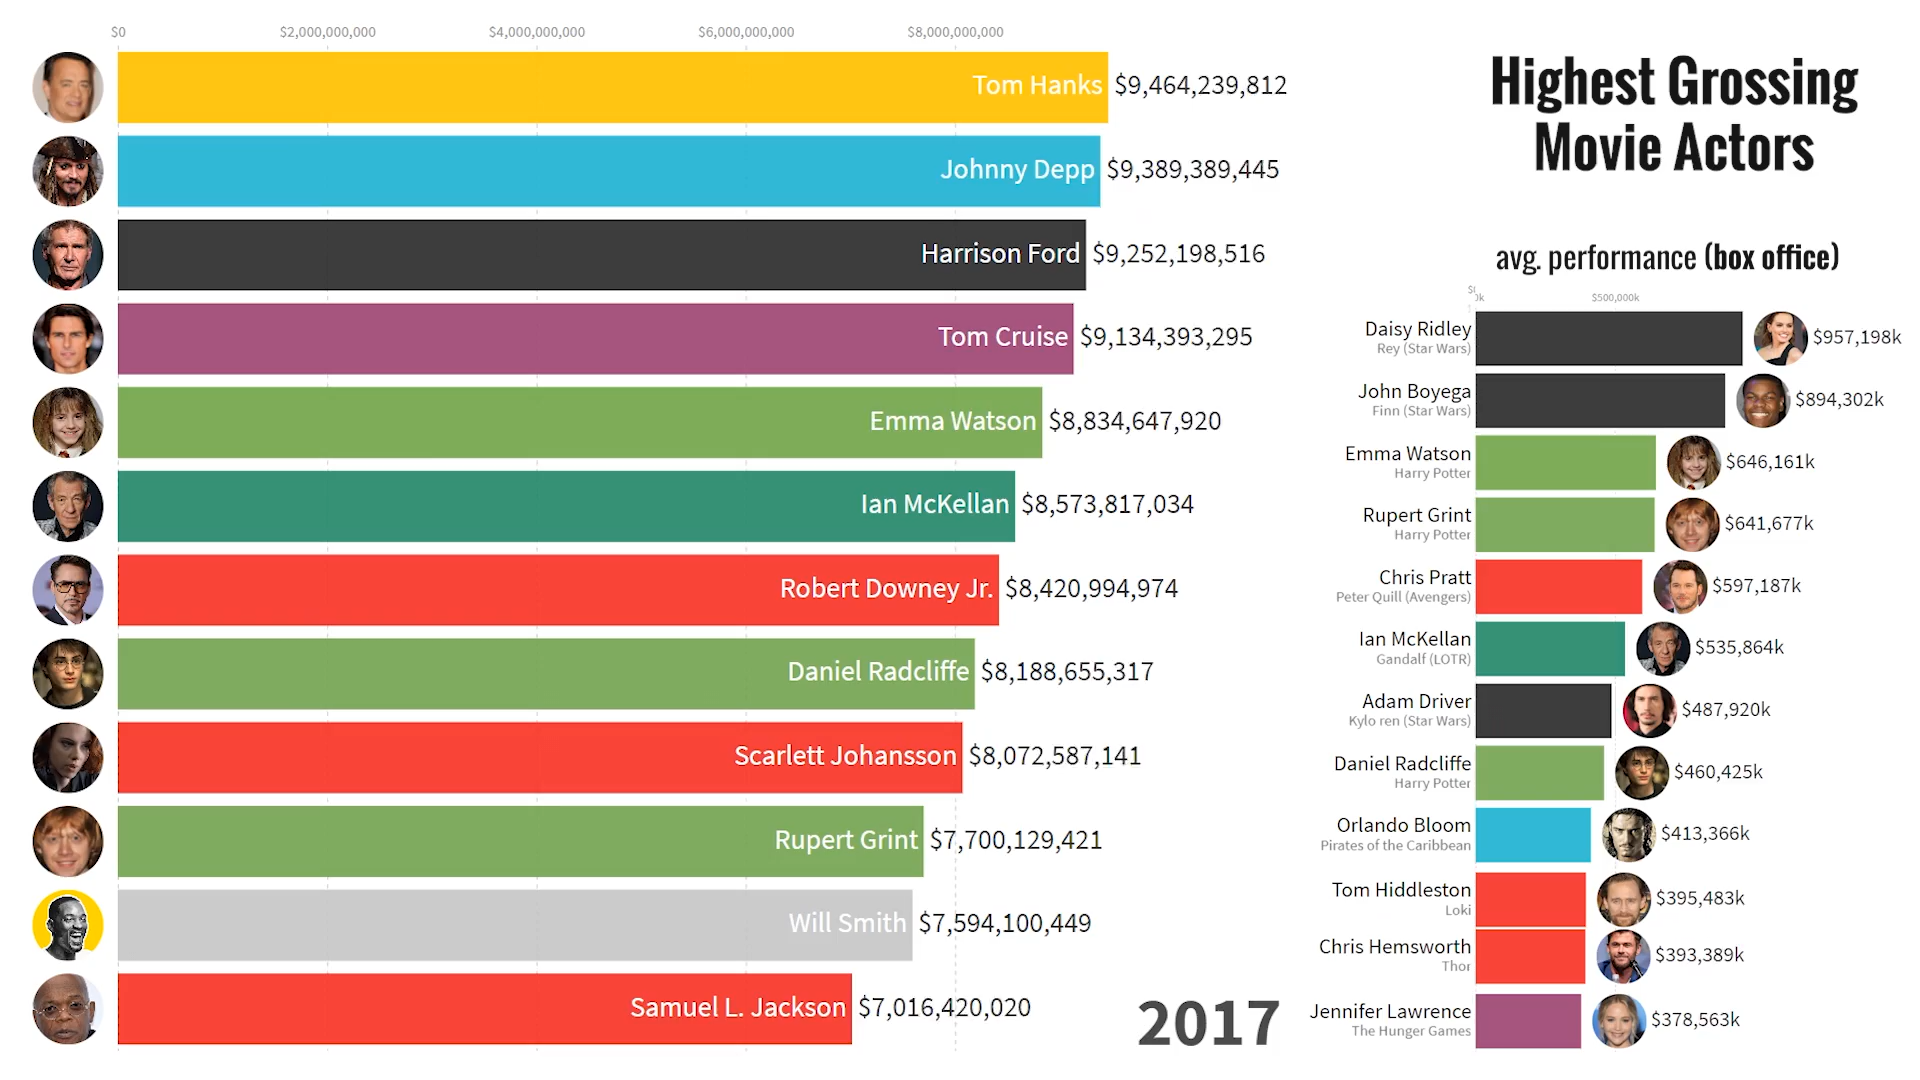 $0 $2,000,000,000 $4,000,000,000 $6,000,000,000 $8,000,000,000
Tom Hanks $9,464,239,812
Johnny Depp $9,389,389,445
Harrison Ford $9,252,198,516
Tom Cruise $9,134,393,295
Emma Watson $8,834,647,920
Ian McKellan $8,573,817,034
Robert Downey Jr. $8,420,994,974
Daniel Radcliffe $8,188,655,317
Scarlett Johansson $8,072,587,141
Rupert Grint $7,700,129,421
Will Smith $7,594,100,449
Samuel L. Jackson $7,016,420,020
2017
Highest Grossing
Movie Actors
avg. performance (box office)
$500,000k
Daisy Ridley $957,198k
Rey (Star Wars)
John Boyega $894,302k
Finn (Star Wars)
Emma Watson $646,161k
Harry Potter
Rupert Grint $641,677k
Harry Potter
Chris Pratt $597,187k
Peter Quill (Avengers)
Ian McKellan $535,864k
Gandalf (LOTR)
Adam Driver $487,920k
Kylo ren (Star Wars)
Daniel Radcliffe $460,425k
Harry Potter
Orlando Bloom $413,366k
Pirates of the Caribbean
Tom Hiddleston $395,483k
Loki
Chris Hemsworth $393,389k
Thor
Jennifer Lawrence $378,563k
The Hunger Games